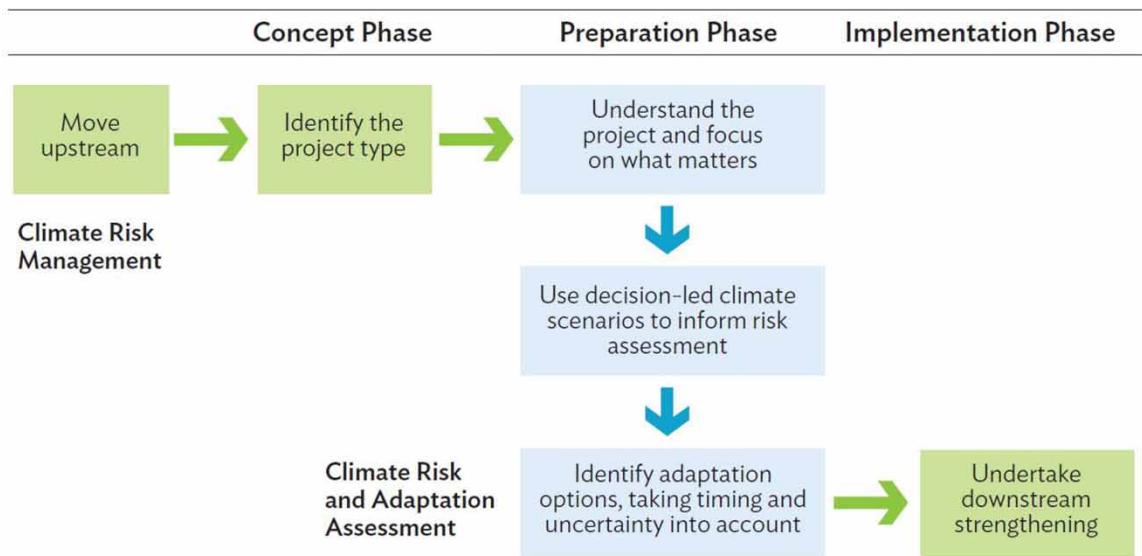 Concept Phase
Preparation Phase
Implementation Phase
Move
upstream
Identify the
project type
Understand the
project and focus
on what matters
Climate Risk
Management
Use decision-led climate
scenarios to inform risk
assessment
Climate Risk
and Adaptation
Assessment
Identify adaptation
options, taking timing and
uncertainty into account
Undertake
downstream
strengthening